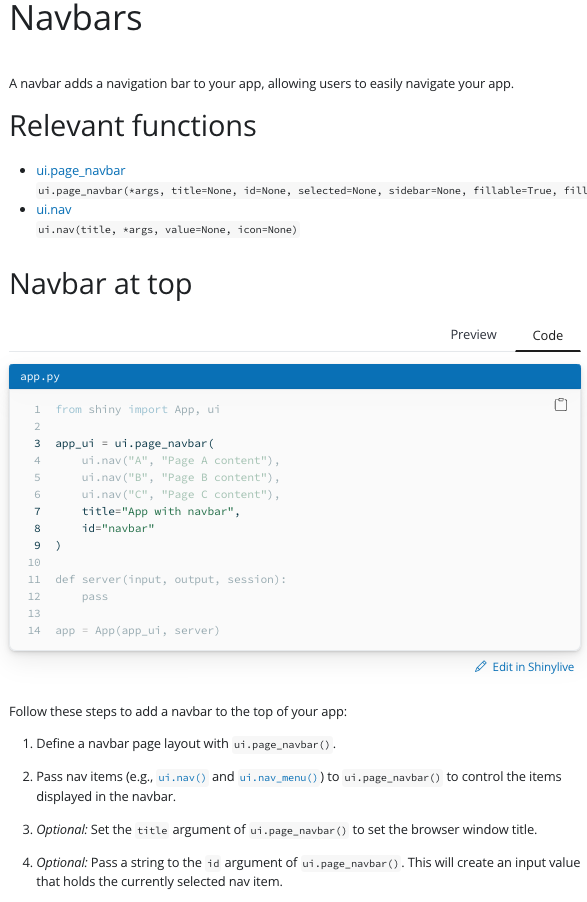 Navbars
A navbar adds a navigation bar to your app, allowing users to easily navigate your app.
Relevant functions
ui.page_navbar
ui.page_navbar(*args, title=None, id=None, selected=None, sidebar=None, fillable=True, fill
ui.nav
ui.nav(title, *args, value=None, icon=None)
Navbar at top
Preview Code
app.py
1 from shiny import App, ui
2
3 app_ui = ui.page_navbar(
4 ui.nav("A", "Page A content"),
5 ui.nav("B", "Page B content"),
6 ui.nav("C", "Page C content"),
7 title="App with navbar",
8 id="navbar"
9 )
10
11 def server(input, output, session):
12 pass
13
14 app = App(app_ui, server)
Edit in Shinylive
Follow these steps to add a navbar to the top of your app:
1. Define a navbar page layout with ui.page_navbar().
2. Pass nav items (e.g., ui.nav() and ui.nav_menu()) to ui.page_navbar() to control the items
displayed in the navbar.
3. Optional: Set the title argument of ui.page_navbar() to set the browser window title.
4. Optional: Pass a string to the id argument of ui.page_navbar(). This will create an input value
that holds the currently selected nav item.